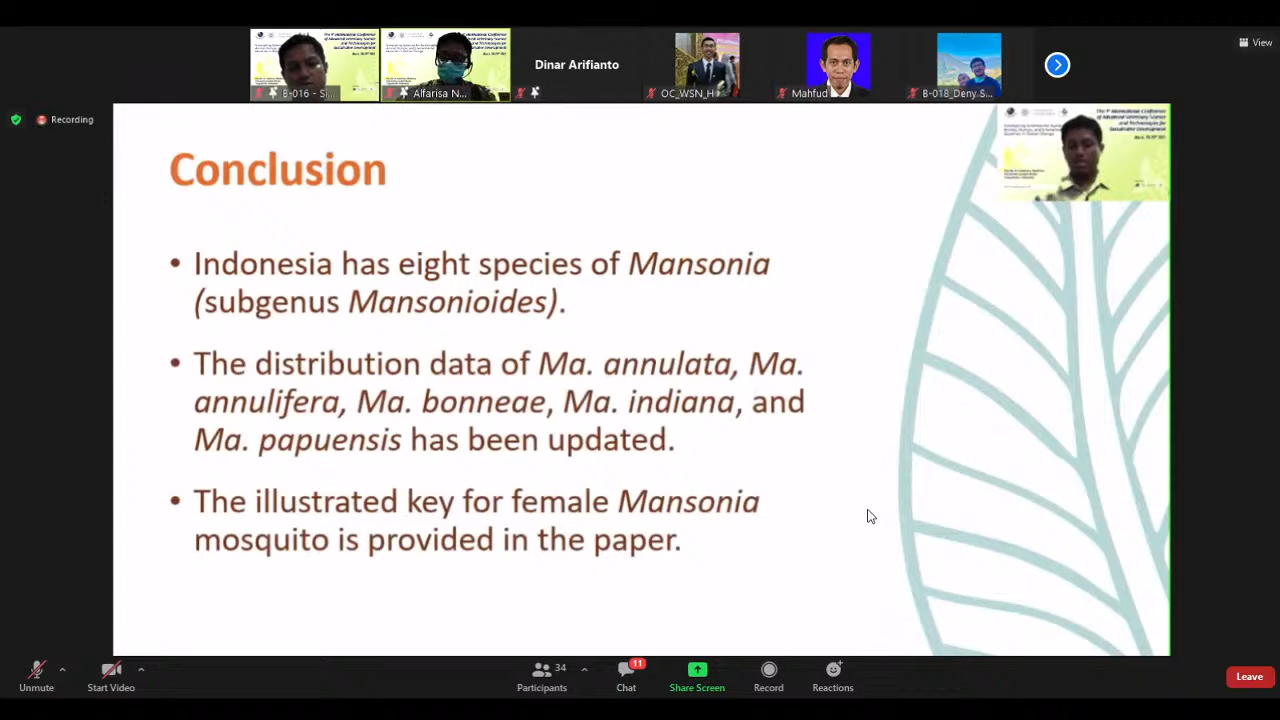 Dinar Arifianto
View
B-016 - Si...
Alfarisa N...
OC_WSN_H...
Mahfud
B-018_Deny S...
Recording
Conclusion
• Indonesia has eight species of Mansonia
(subgenus Mansonioides).
• The distribution data of Ma. annulata, Ma.
annulifera, Ma. bonneae, Ma. indiana, and
Ma. papuensis has been updated.
• The illustrated key for female Mansonia
mosquito is provided in the paper.
34
11
Unmute
Start Video
Participants
Chat
Share Screen
Record
Reactions
Leave